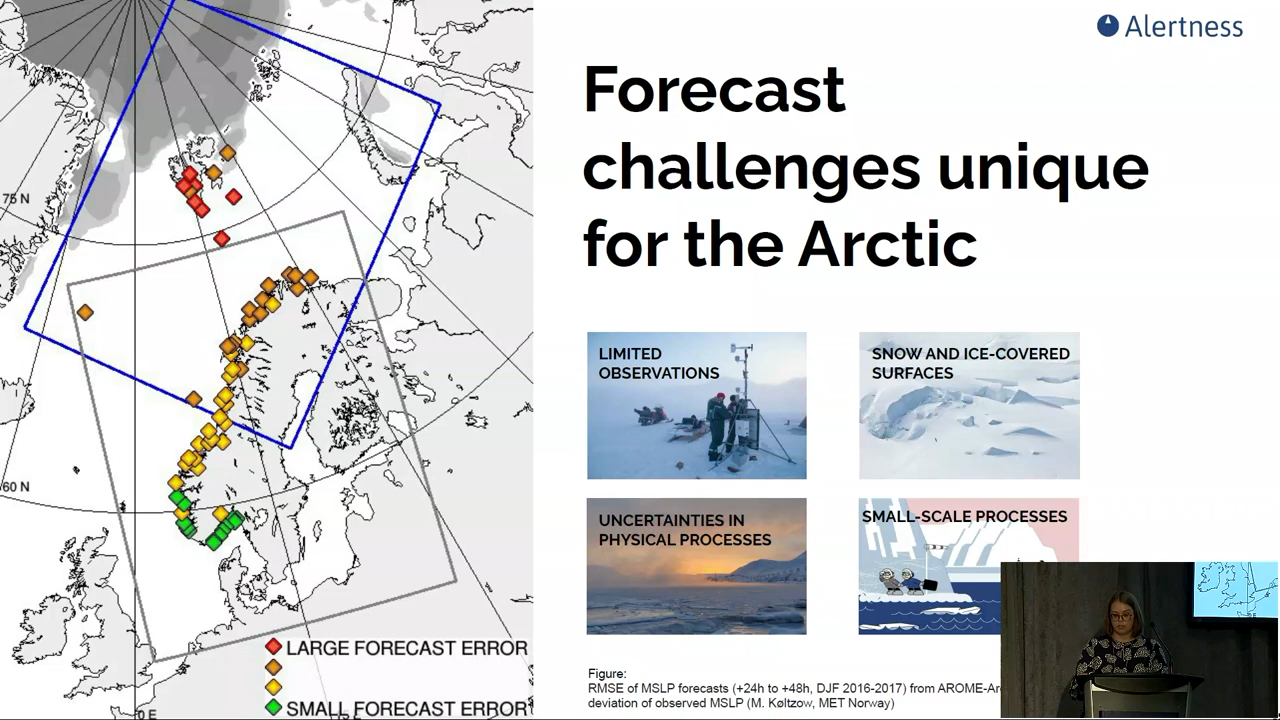 Alertness
Forecast
challenges unique
for the Arctic
75 N
60 N
0 E
LIMITED
OBSERVATIONS
SNOW AND ICE-COVERED
SURFACES
UNCERTAINTIES IN
PHYSICAL PROCESSES
SMALL-SCALE PROCESSES
LARGE FORECAST ERROR
SMALL FORECAST ERROR
Figure:
RMSE of MSLP forecasts (+24h to +48h, DJF 2016-2017) from AROME-Ar
deviation of observed MSLP (M. Køltzow, MET Norway)